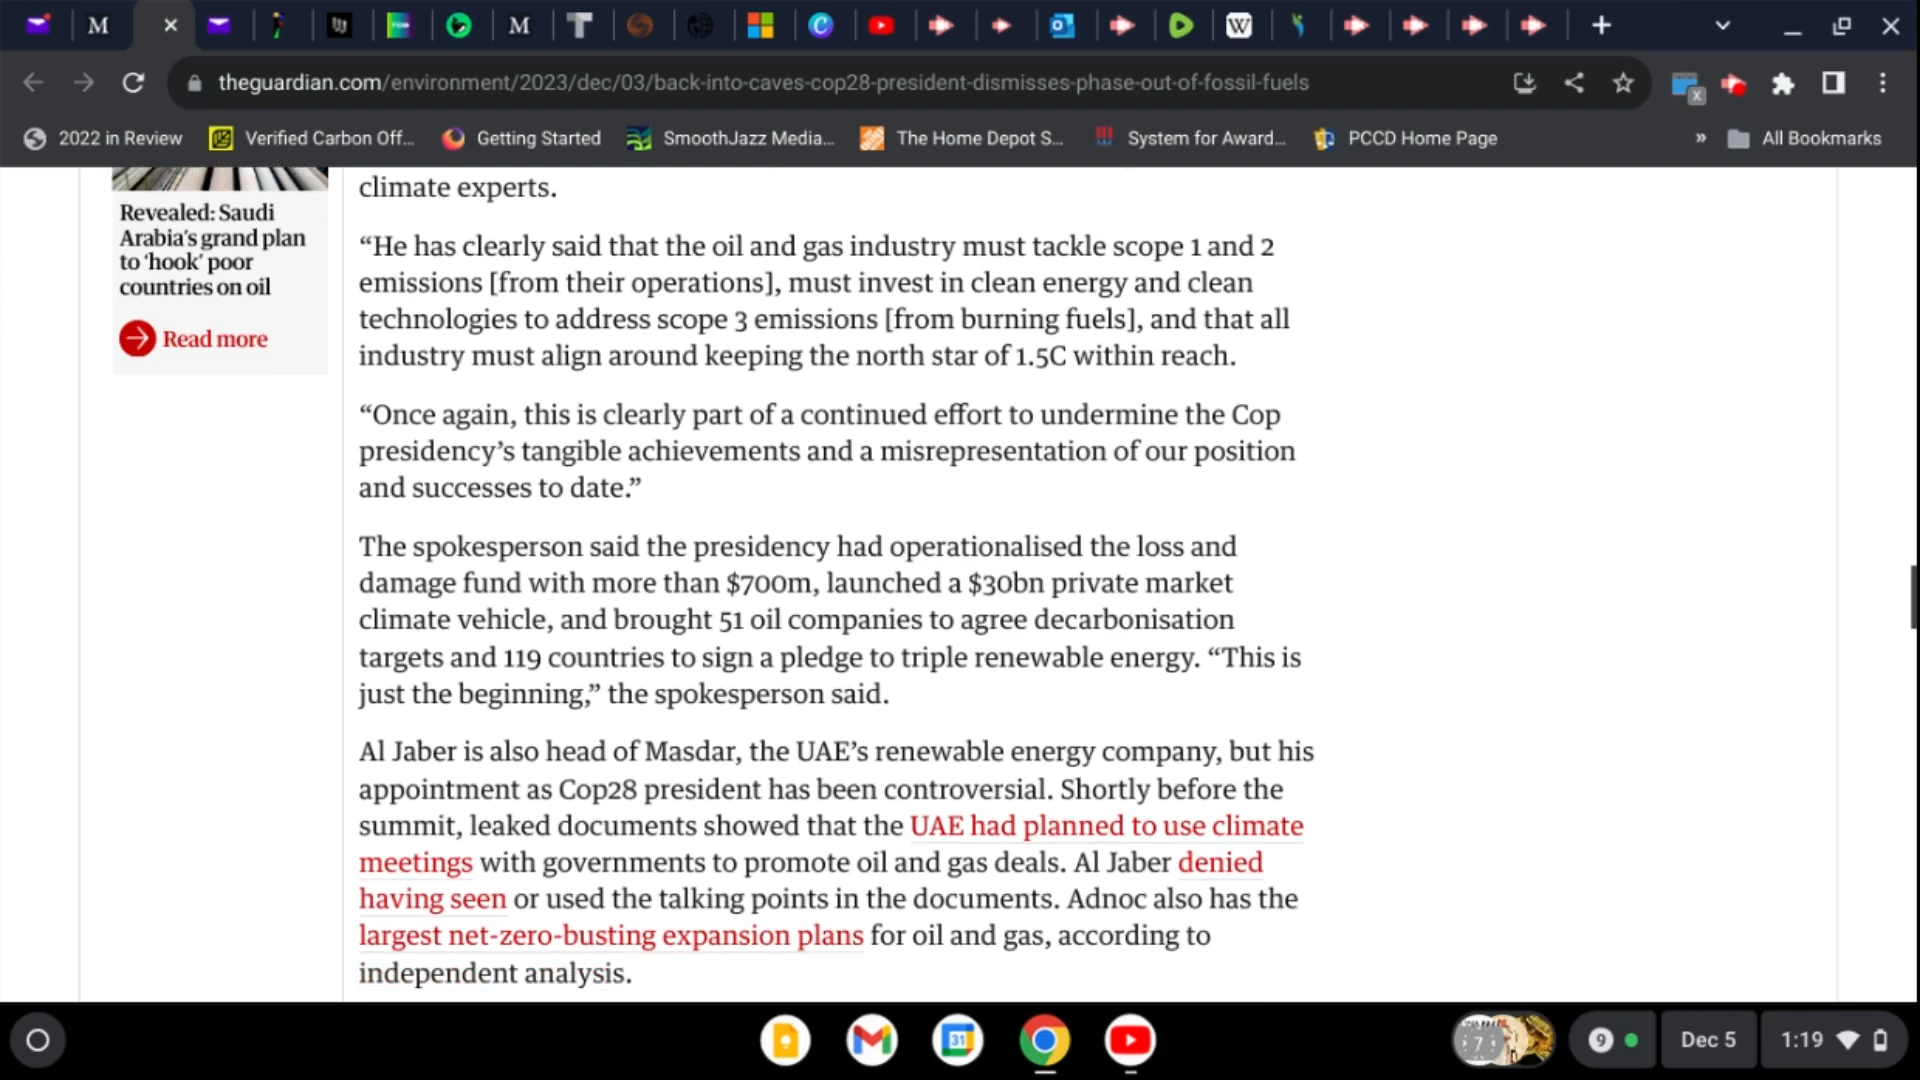 theguardian.com/environment/2023/dec/03/back-into-caves-cop28-president-dismisses-phase-out-of-fossil-fuels
2022 in Review
Verified Carbon Off...
Getting Started
SmoothJazz Media...
The Home Depot S...
System for Award...
PCCD Home Page
»
All Bookmarks
Revealed: Saudi
Arabia's grand plan
to 'hook' poor
countries on oil
Read more
climate experts.
“He has clearly said that the oil and gas industry must tackle scope 1 and 2
emissions [from their operations], must invest in clean energy and clean
technologies to address scope 3 emissions [from burning fuels], and that all
industry must align around keeping the north star of 1.5C within reach.
“Once again, this is clearly part of a continued effort to undermine the Cop
presidency’s tangible achievements and a misrepresentation of our position
and successes to date.”
The spokesperson said the presidency had operationalised the loss and
damage fund with more than $700m, launched a $30bn private market
climate vehicle, and brought 51 oil companies to agree decarbonisation
targets and 119 countries to sign a pledge to triple renewable energy. “This is
just the beginning,” the spokesperson said.
Al Jaber is also head of Masdar, the UAE’s renewable energy company, but his
appointment as Cop28 president has been controversial. Shortly before the
summit, leaked documents showed that the UAE had planned to use climate
meetings with governments to promote oil and gas deals. Al Jaber denied
having seen or used the talking points in the documents. Adnoc also has the
largest net-zero-busting expansion plans for oil and gas, according to
independent analysis.
31
7
9
Dec 5
1:19